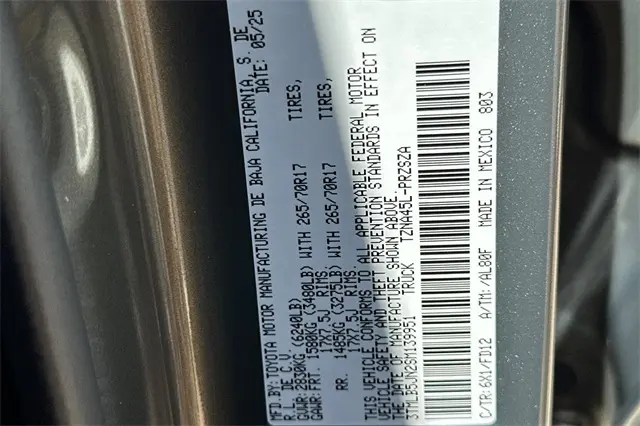 MFD.BY:TOYOTA MOTOR MANUFACTURING DE BAJA CALIFORNIA, S. DE
R.L. DE C.V. DATE: 05/25
GVWR: 2830KG (6240LB)
GAWR: FRT. 1580KG (3480LB) WITH 265/70R17 TIRES,
17X7.5J RIMS,
RR. 1485KG (3275LB) WITH 265/70R17 TIRES,
17X7.5J RIMS.
THIS VEHICLE CONFORMS TO ALL APPLICABLE FEDERAL MOTOR
VEHICLE SAFETY AND THEFT PREVENTION STANDARDS IN EFFECT ON
THE DATE OF MANUFACTURE SHOWN ABOVE.
3TMLB5JN2SM139951 TRUCK TZNA45L-PRZSZA
C/TR: 6X1/FD12 A/TM: /AL80F MADE IN MEXICO 803